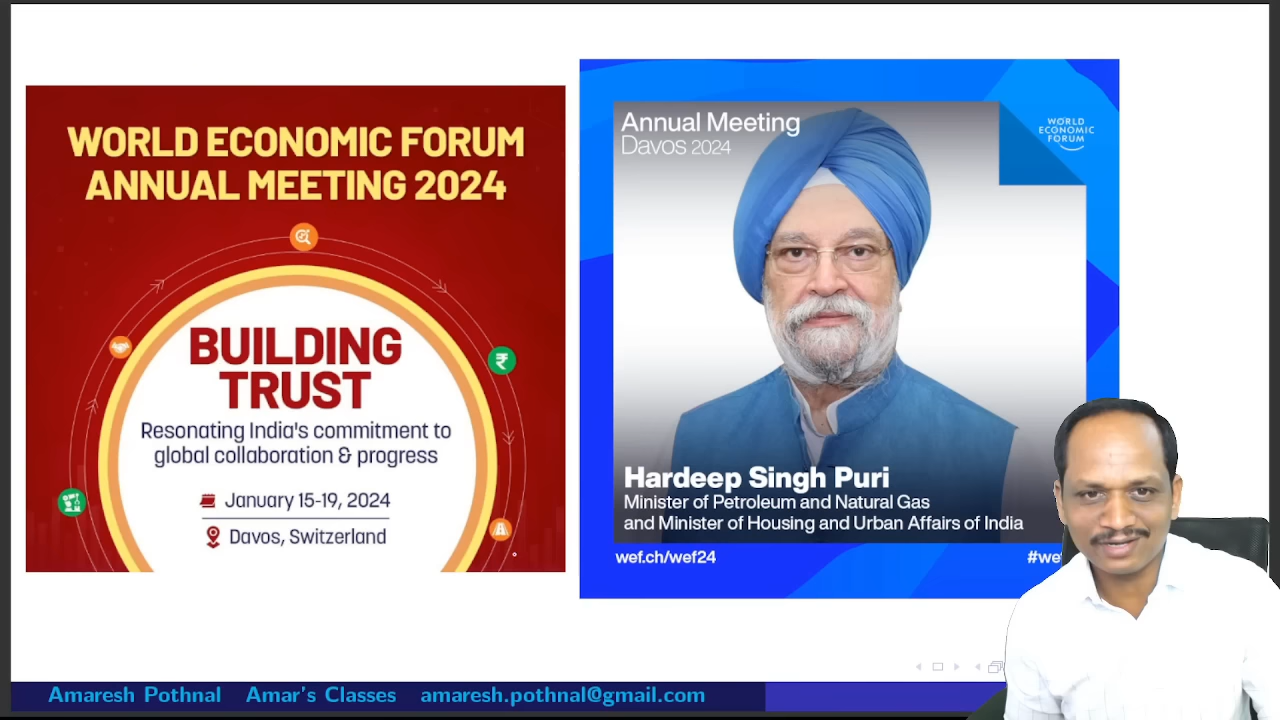 WORLD ECONOMIC FORUM
ANNUAL MEETING 2024
BUILDING
TRUST
Resonating India's commitment to
global collaboration & progress
January 15-19, 2024
Davos, Switzerland
Annual Meeting
Davos 2024
WORLD
ECONOMIC
FORUM
Hardeep Singh Puri
Minister of Petroleum and Natural Gas
and Minister of Housing and Urban Affairs of India
wef.ch/wef24
#we
Amaresh Pothnal Amar's Classes amaresh.pothnal@gmail.com